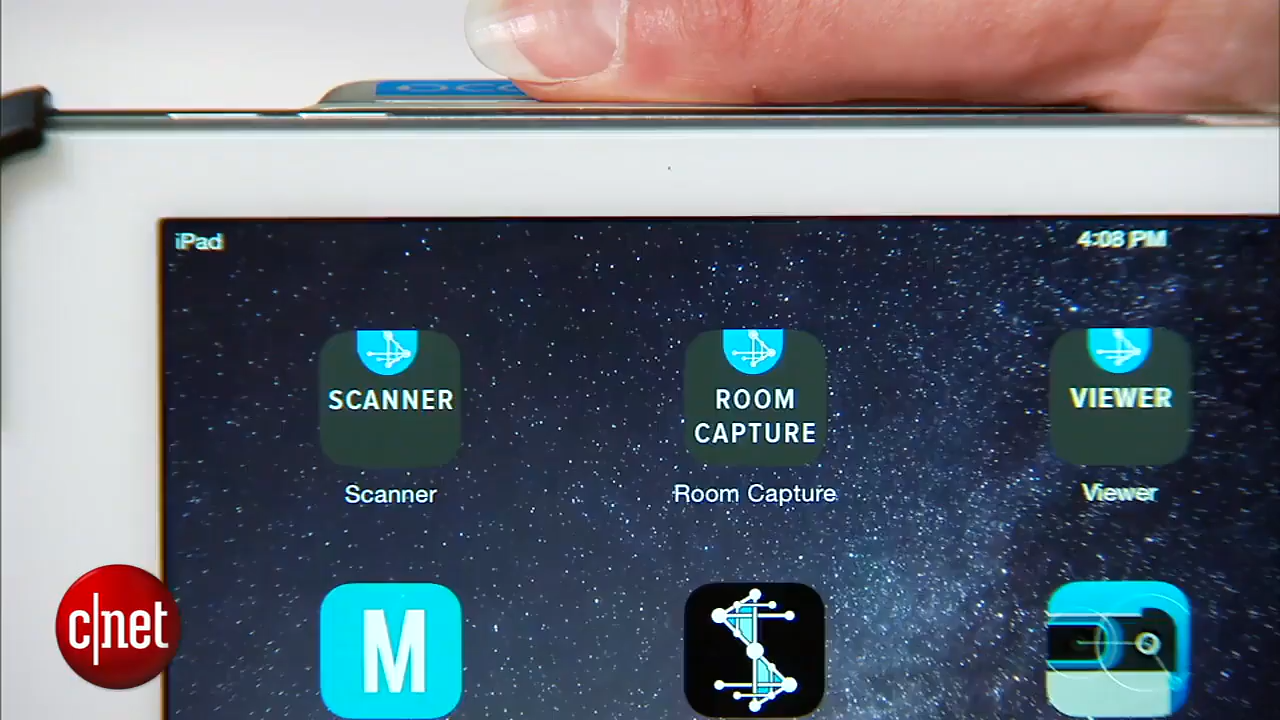 iPad
4:08 PM
SCANNER
ROOM
CAPTURE
VIEWER
Scanner
Room Capture
Viewer
M
c|net